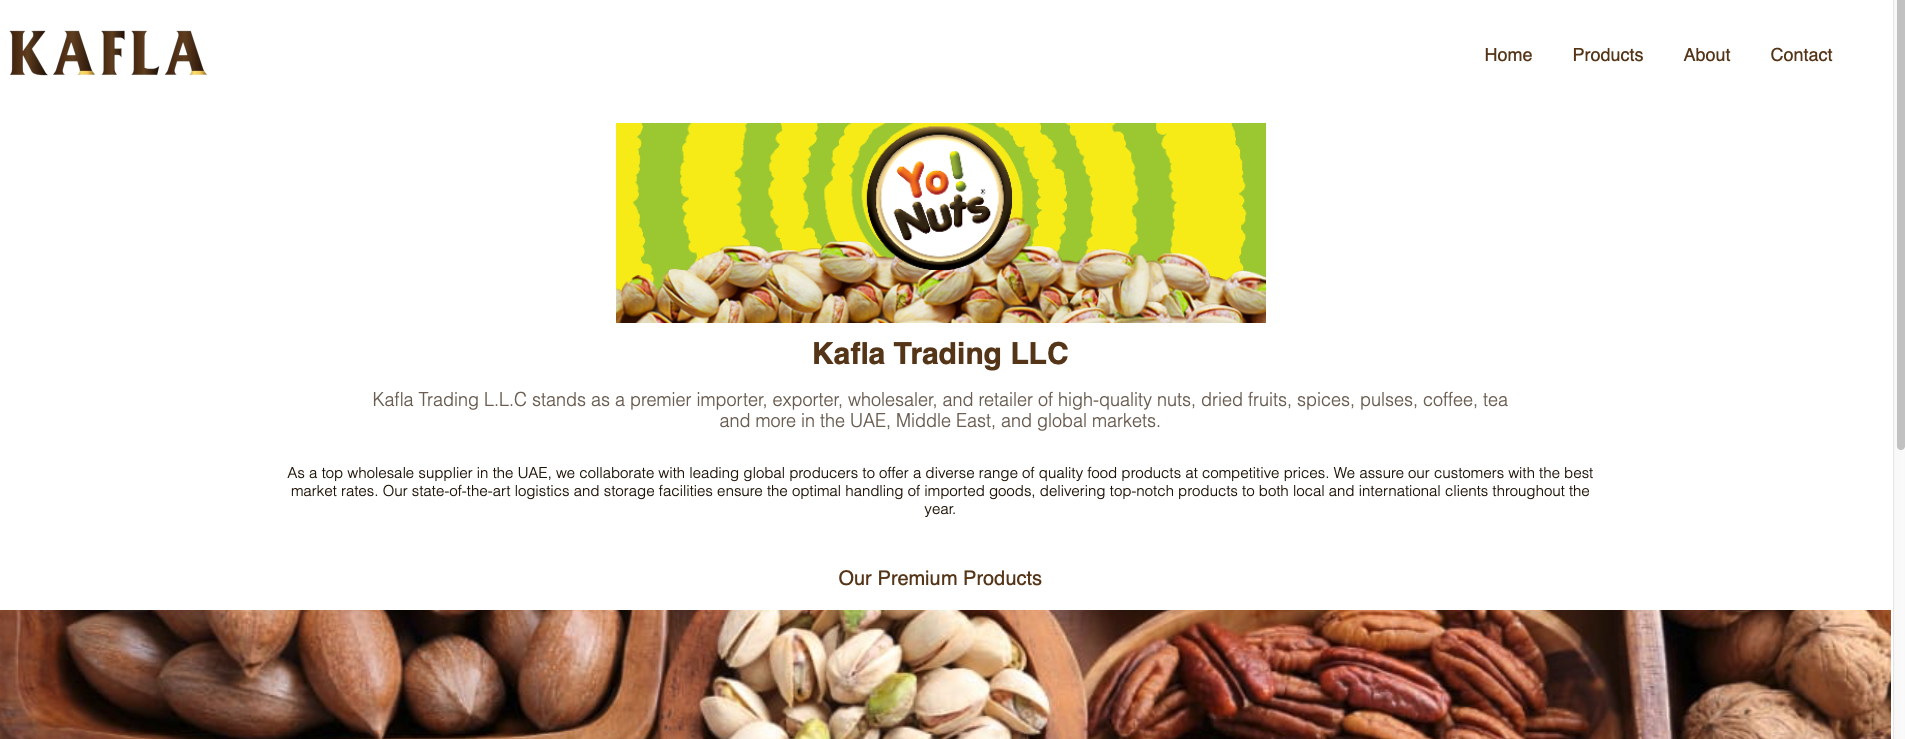 KAFLA
Home Products About Contact
Yo!
Nuts®
Kafla Trading LLC
Kafla Trading L.L.C stands as a premier importer, exporter, wholesaler, and retailer of high-quality nuts, dried fruits, spices, pulses, coffee, tea
and more in the UAE, Middle East, and global markets.
As a top wholesale supplier in the UAE, we collaborate with leading global producers to offer a diverse range of quality food products at competitive prices. We assure our customers with the best
market rates. Our state-of-the-art logistics and storage facilities ensure the optimal handling of imported goods, delivering top-notch products to both local and international clients throughout the
year.
Our Premium Products